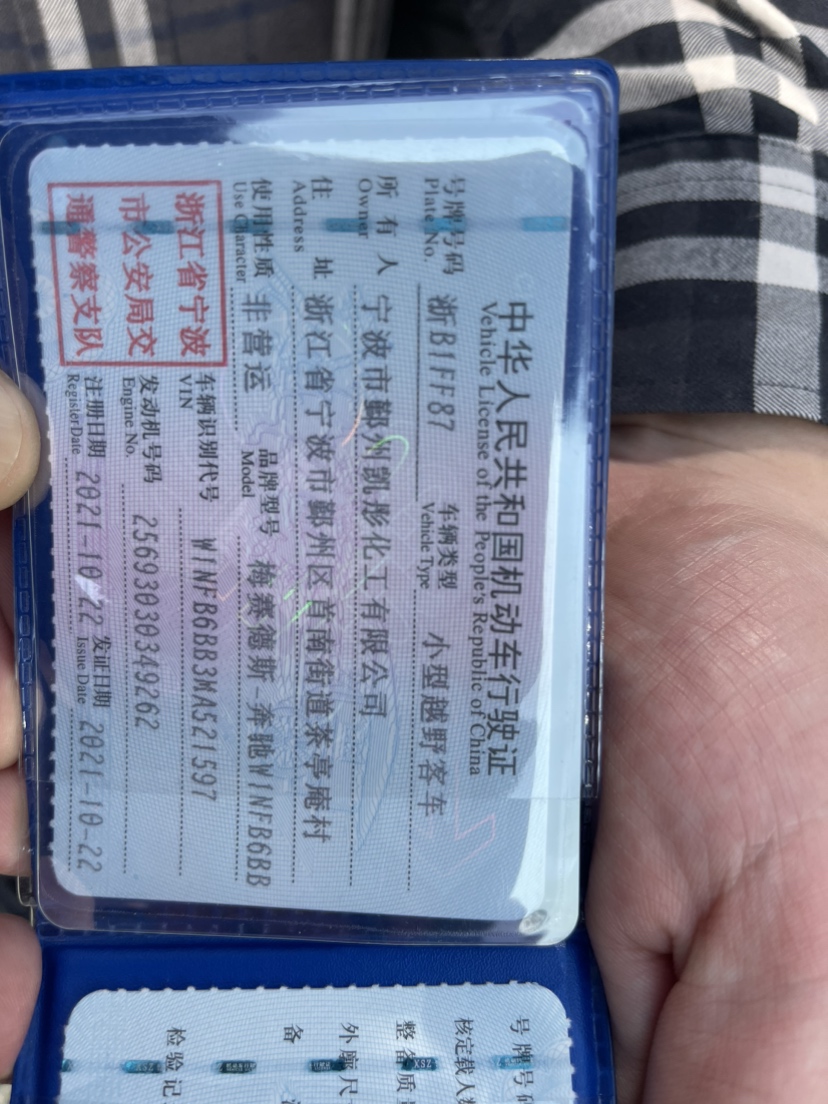 中华人民共和国机动车行驶证
Vehicle License of the People's Republic of China
号牌号码 浙B1FF87 车辆类型 小型越野客车
Plate No. Vehicle Type
所有人 宁波市鄞州凯彤化工有限公司
Owner
住址 浙江省宁波市鄞州区首南街道茶亭庵村
Address
使用性质 非营运 品牌型号 梅赛德斯-奔驰W1NFB6BB
Use Character Model
浙江省宁波
市公安局交
通警察支队
车辆识别代号 W1NFB6BB3MA521597
VIN
发动机号码 25693030349262
Engine No.
注册日期 2021-10-22 发证日期 2021-10-22
Register Date Issue Date
号牌号码
核定载人数
整备质量
外廓尺
备
检验记